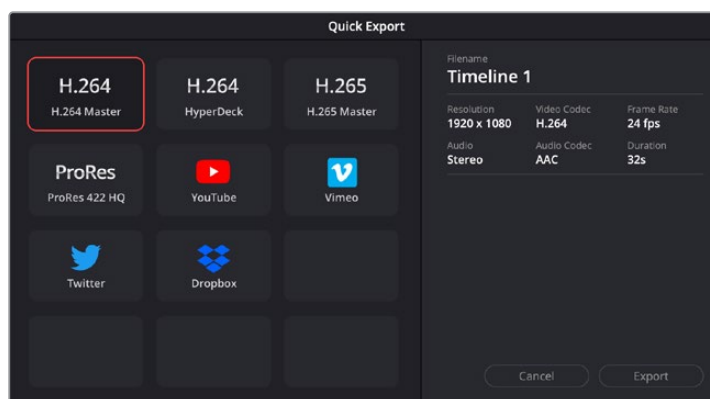 Quick Export
H.264
H.264 Master
H.264
HyperDeck
H.265
H.265 Master
ProRes
ProRes 422 HQ
YouTube
Vimeo
Twitter
Dropbox
Filename
Timeline 1
Resolution Video Codec Frame Rate
1920 x 1080 H.264 24 fps
Audio Audio Codec Duration
Stereo AAC 32s
Cancel Export